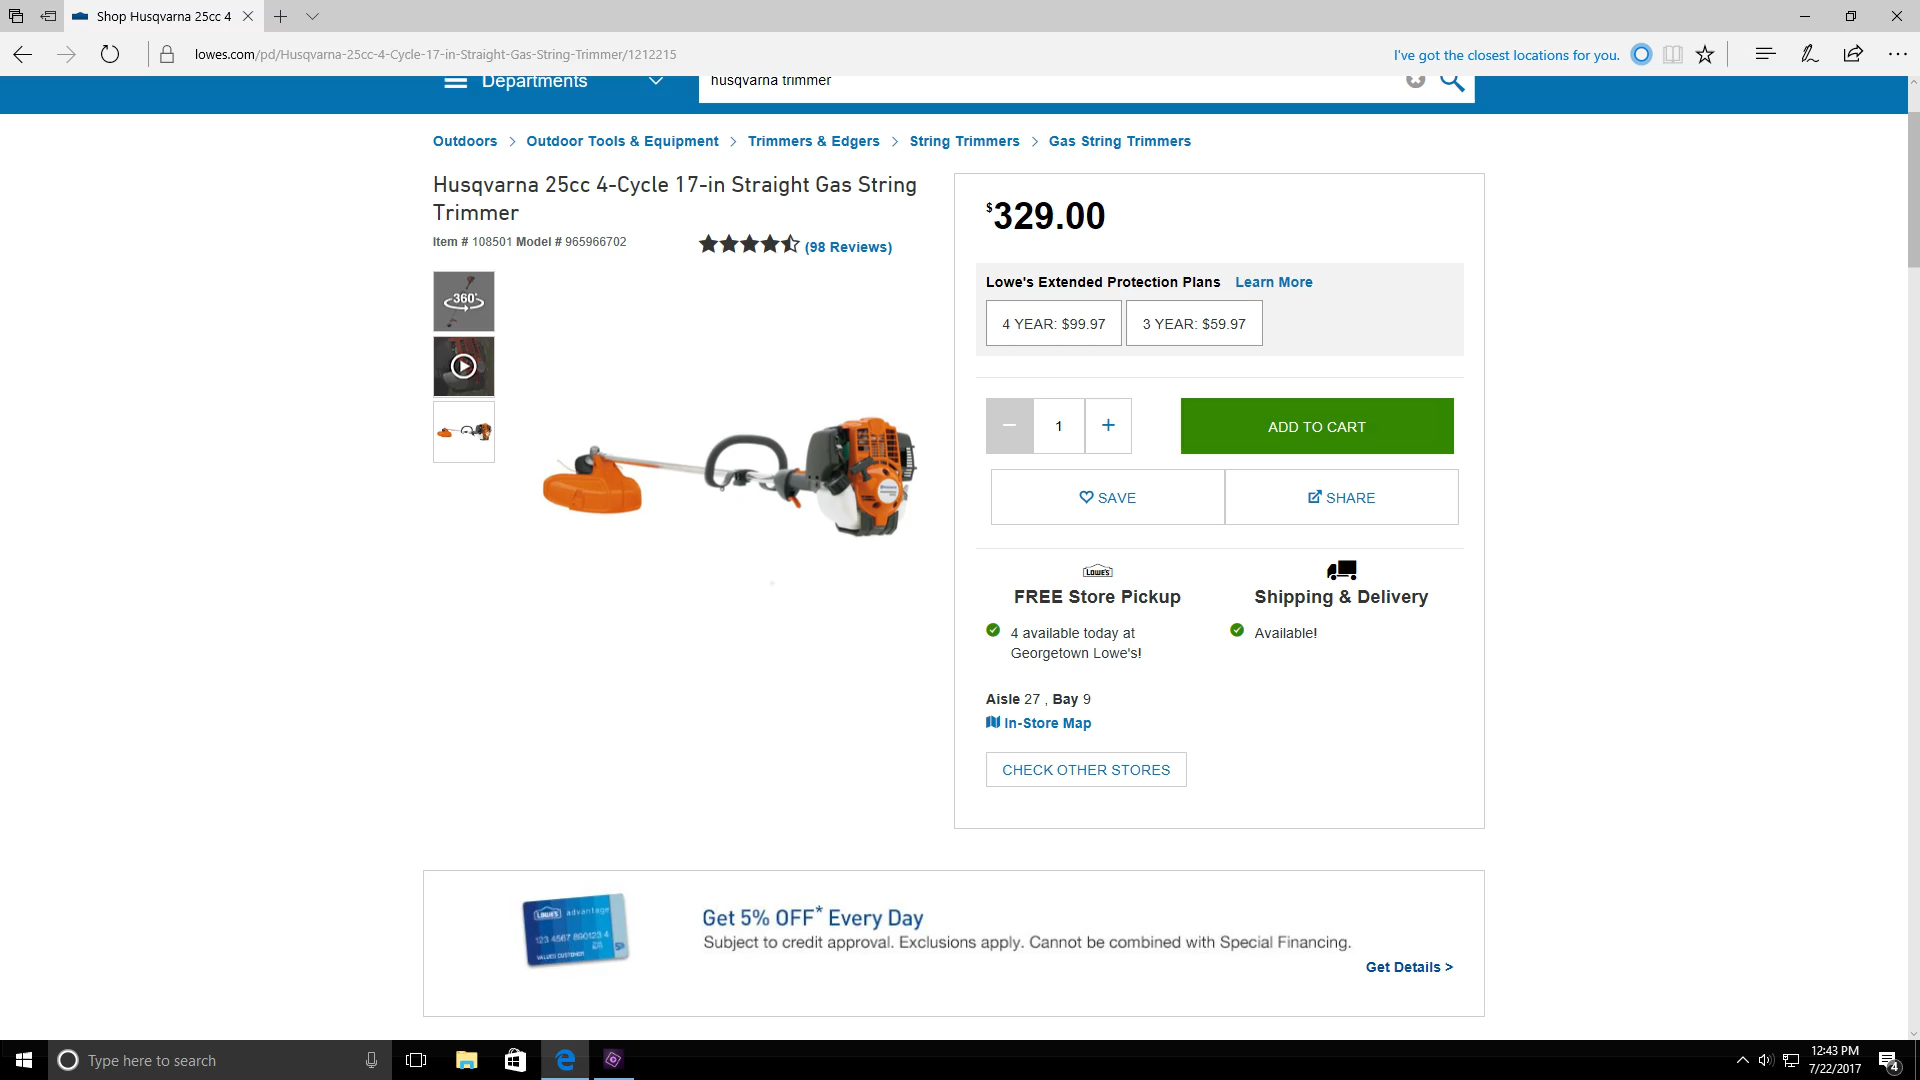 Shop Husqvarna 25cc 4
lowes.com/pd/Husqvarna-25cc-4-Cycle-17-in-Straight-Gas-String-Trimmer/1212215
I've got the closest locations for you.
Departments
husqvarna trimmer
Outdoors > Outdoor Tools & Equipment > Trimmers & Edgers > String Trimmers > Gas String Trimmers
Husqvarna 25cc 4-Cycle 17-in Straight Gas String
Trimmer
Item # 108501 Model # 965966702
(98 Reviews)
360°
$329.00
Lowe's Extended Protection Plans Learn More
4 YEAR: $99.97
3 YEAR: $59.97
− 1 +
ADD TO CART
SAVE
SHARE
LOWE'S
FREE Store Pickup
4 available today at
Georgetown Lowe's!
Shipping & Delivery
Available!
Aisle 27 , Bay 9
In-Store Map
CHECK OTHER STORES
LOWE'S advantage
123 4567 890123 4
VALUED CUSTOMER
Get 5% OFF* Every Day
Subject to credit approval. Exclusions apply. Cannot be combined with Special Financing.
Get Details >
Type here to search
12:43 PM
7/22/2017
4